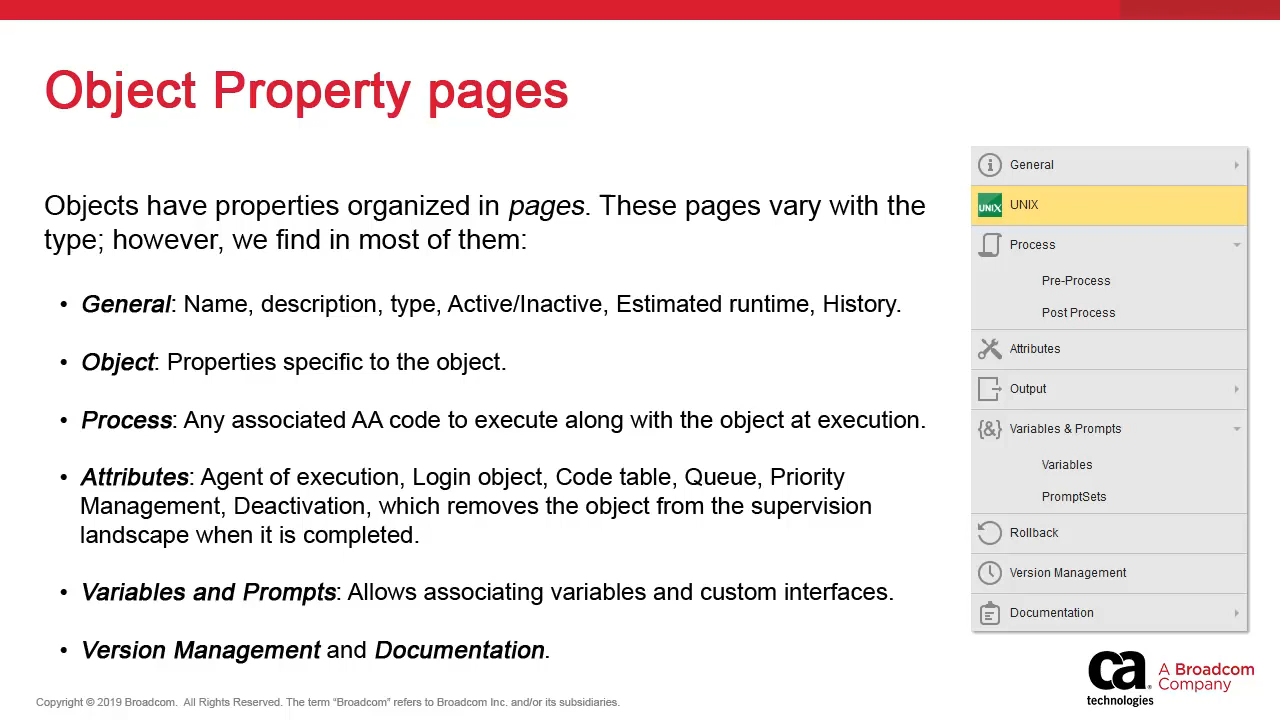 Object Property pages
Objects have properties organized in pages. These pages vary with the
type; however, we find in most of them:
• General: Name, description, type, Active/Inactive, Estimated runtime, History.
• Object: Properties specific to the object.
• Process: Any associated AA code to execute along with the object at execution.
• Attributes: Agent of execution, Login object, Code table, Queue, Priority
Management, Deactivation, which removes the object from the supervision
landscape when it is completed.
• Variables and Prompts: Allows associating variables and custom interfaces.
• Version Management and Documentation.
General
UNIX
UNIX
Process
Pre-Process
Post Process
Attributes
Output
{&} Variables & Prompts
Variables
PromptSets
Rollback
Version Management
Documentation
ca
technologies
A Broadcom
Company
Copyright © 2019 Broadcom. All Rights Reserved. The term “Broadcom” refers to Broadcom Inc. and/or its subsidiaries.